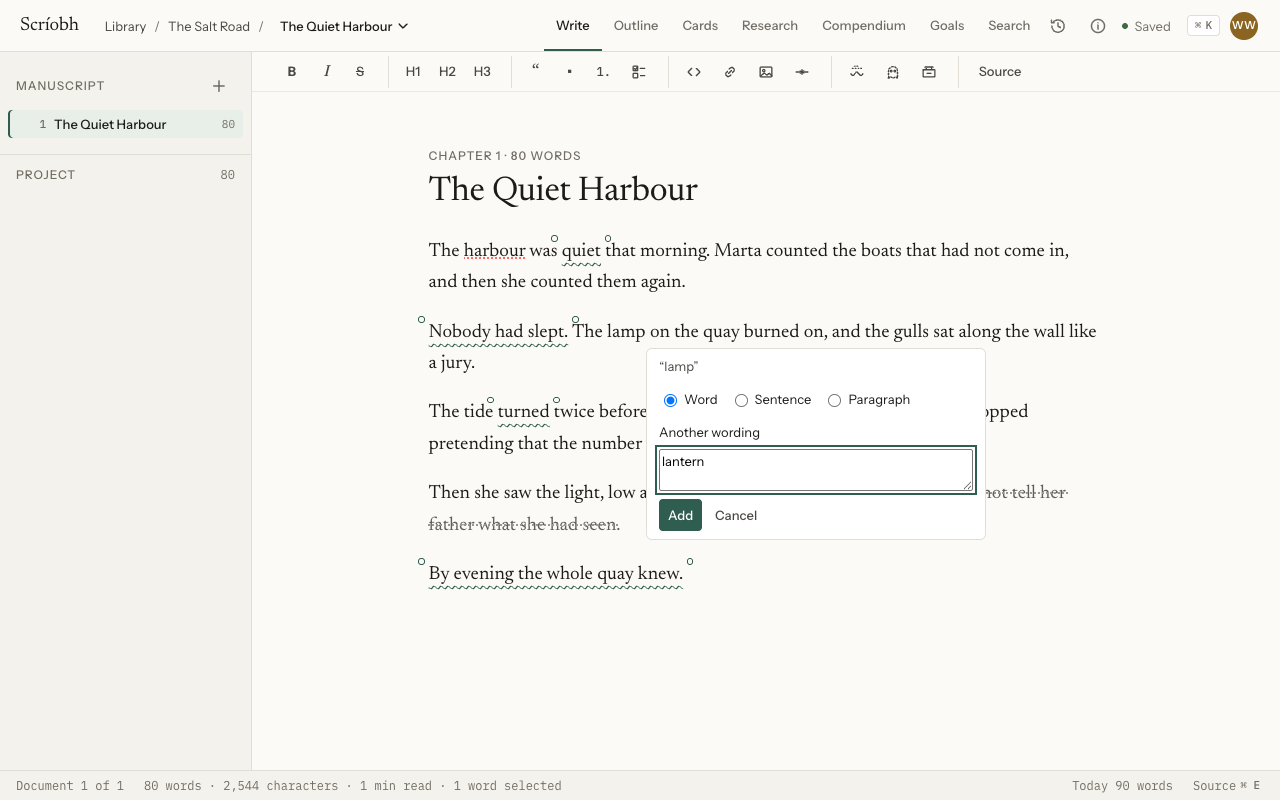 Scríobh
Library / The Salt Road / The Quiet Harbour
Write Outline Cards Research Compendium Goals Search
Saved
⌘ K
WW
MANUSCRIPT
1 The Quiet Harbour 80
PROJECT 80
B I S H1 H2 H3 “ 1. Source
CHAPTER 1 · 80 WORDS
The Quiet Harbour
The harbour was quiet that morning. Marta counted the boats that had not come in,
and then she counted them again.
Nobody had slept. The lamp on the quay burned on, and the gulls sat along the wall like
a jury.
“lamp”
Word Sentence Paragraph
Another wording
lantern
Add Cancel
The tide turned twice before
pretending that the number
Then she saw the light, low
not tell her
father what she had seen.
By evening the whole quay knew.
Document 1 of 1 80 words · 2,544 characters · 1 min read · 1 word selected
Today 90 words Source ⌘ E